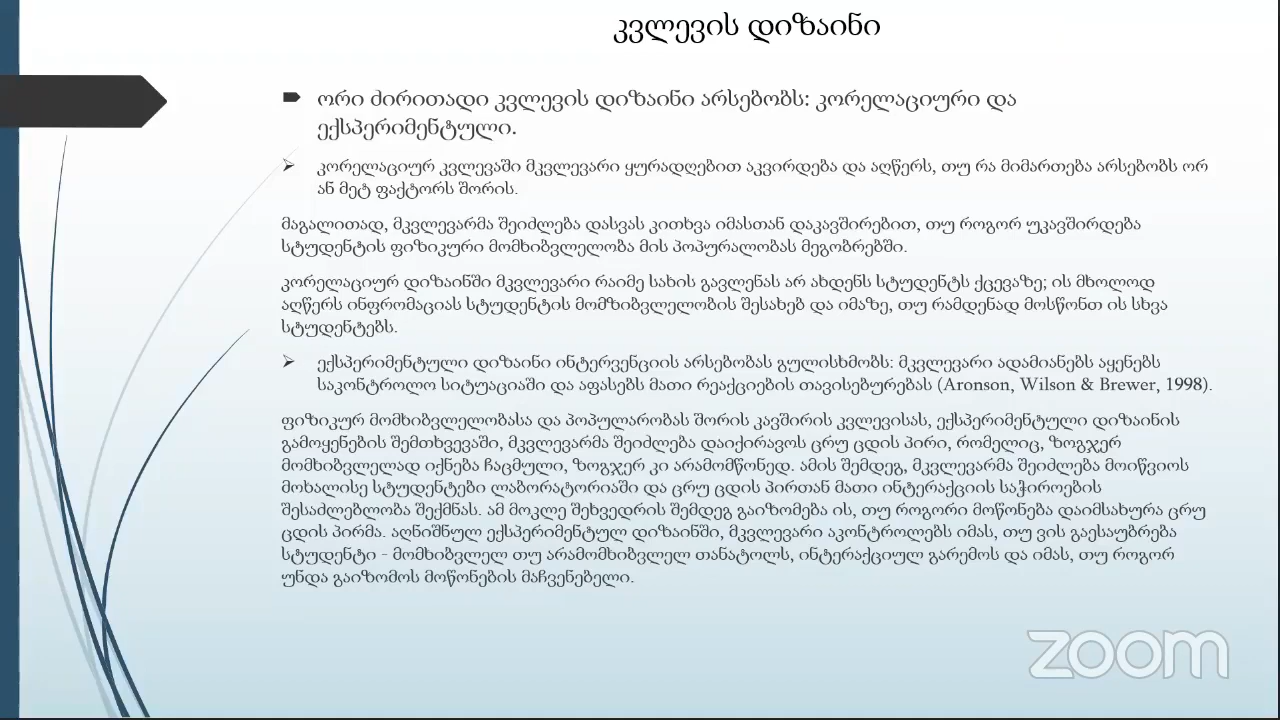 კვლევის დიზაინი
ორი ძირითადი კვლევის დიზაინი არსებობს: კორელაციური და
ექსპერიმენტული.
კორელაციურ კვლევაში მკვლევარი ყურადღებით აკვირდება და აღწერს, თუ რა მიმართება არსებობს ორ
ან მეტ ფაქტორს შორის.
მაგალითად, მკვლევარმა შეიძლება დასვას კითხვა იმასთან დაკავშირებით, თუ როგორ უკავშირდება
სტუდენტის ფიზიკური მომხიბვლელობა მის პოპურალობას მეგობრებში.
კორელაციურ დიზაინში მკვლევარი რაიმე სახის გავლენას არ ახდენს სტუდენტს ქცევაზე; ის მხოლოდ
აღწერს ინფრომაციას სტუდენტის მომზიბვლელობის შესახებ და იმაზე, თუ რამდენად მოსწონთ ის სხვა
სტუდენტებს.
ექსპერიმენტული დიზაინი ინტერვენციის არსებობას გულისხმობს: მკვლევარი ადამიანებს აყენებს
საკონტროლო სიტუაციაში და აფასებს მათი რეაქციების თავისებურებას (Aronson, Wilson & Brewer, 1998).
ფიზიკურ მომხიბვლელობასა და პოპულარობას შორის კავშირის კვლევისას, ექსპერიმენტული დიზაინის
გამოყენების შემთხვევაში, მკვლევარმა შეიძლება დაიქირავოს ცრუ ცდის პირი, რომელიც, ზოგჯერ
მომხიბვლელად იქნება ჩაცმული, ზოგჯერ კი არამომწონედ. ამის შემდეგ, მკვლევარმა შეიძლება მოიწვიოს
მოხალისე სტუდენტები ლაბორატორიაში და ცრუ ცდის პირთან მათი ინტერაქციის საჭიროების
შესაძლებლობა შექმნას. ამ მოკლე შეხვედრის შემდეგ გაიზომება ის, თუ როგორი მოწონება დაიმსახურა ცრუ
ცდის პირმა. აღნიშნულ ექსპერიმენტულ დიზაინში, მკვლევარი აკონტროლებს იმას, თუ ვის გაესაუბრება
სტუდენტი - მომხიბვლელ თუ არამომხიბვლელ თანატოლს, ინტერაქციულ გარემოს და იმას, თუ როგორ
უნდა გაიზომოს მოწონების მაჩვენებელი.
zoom